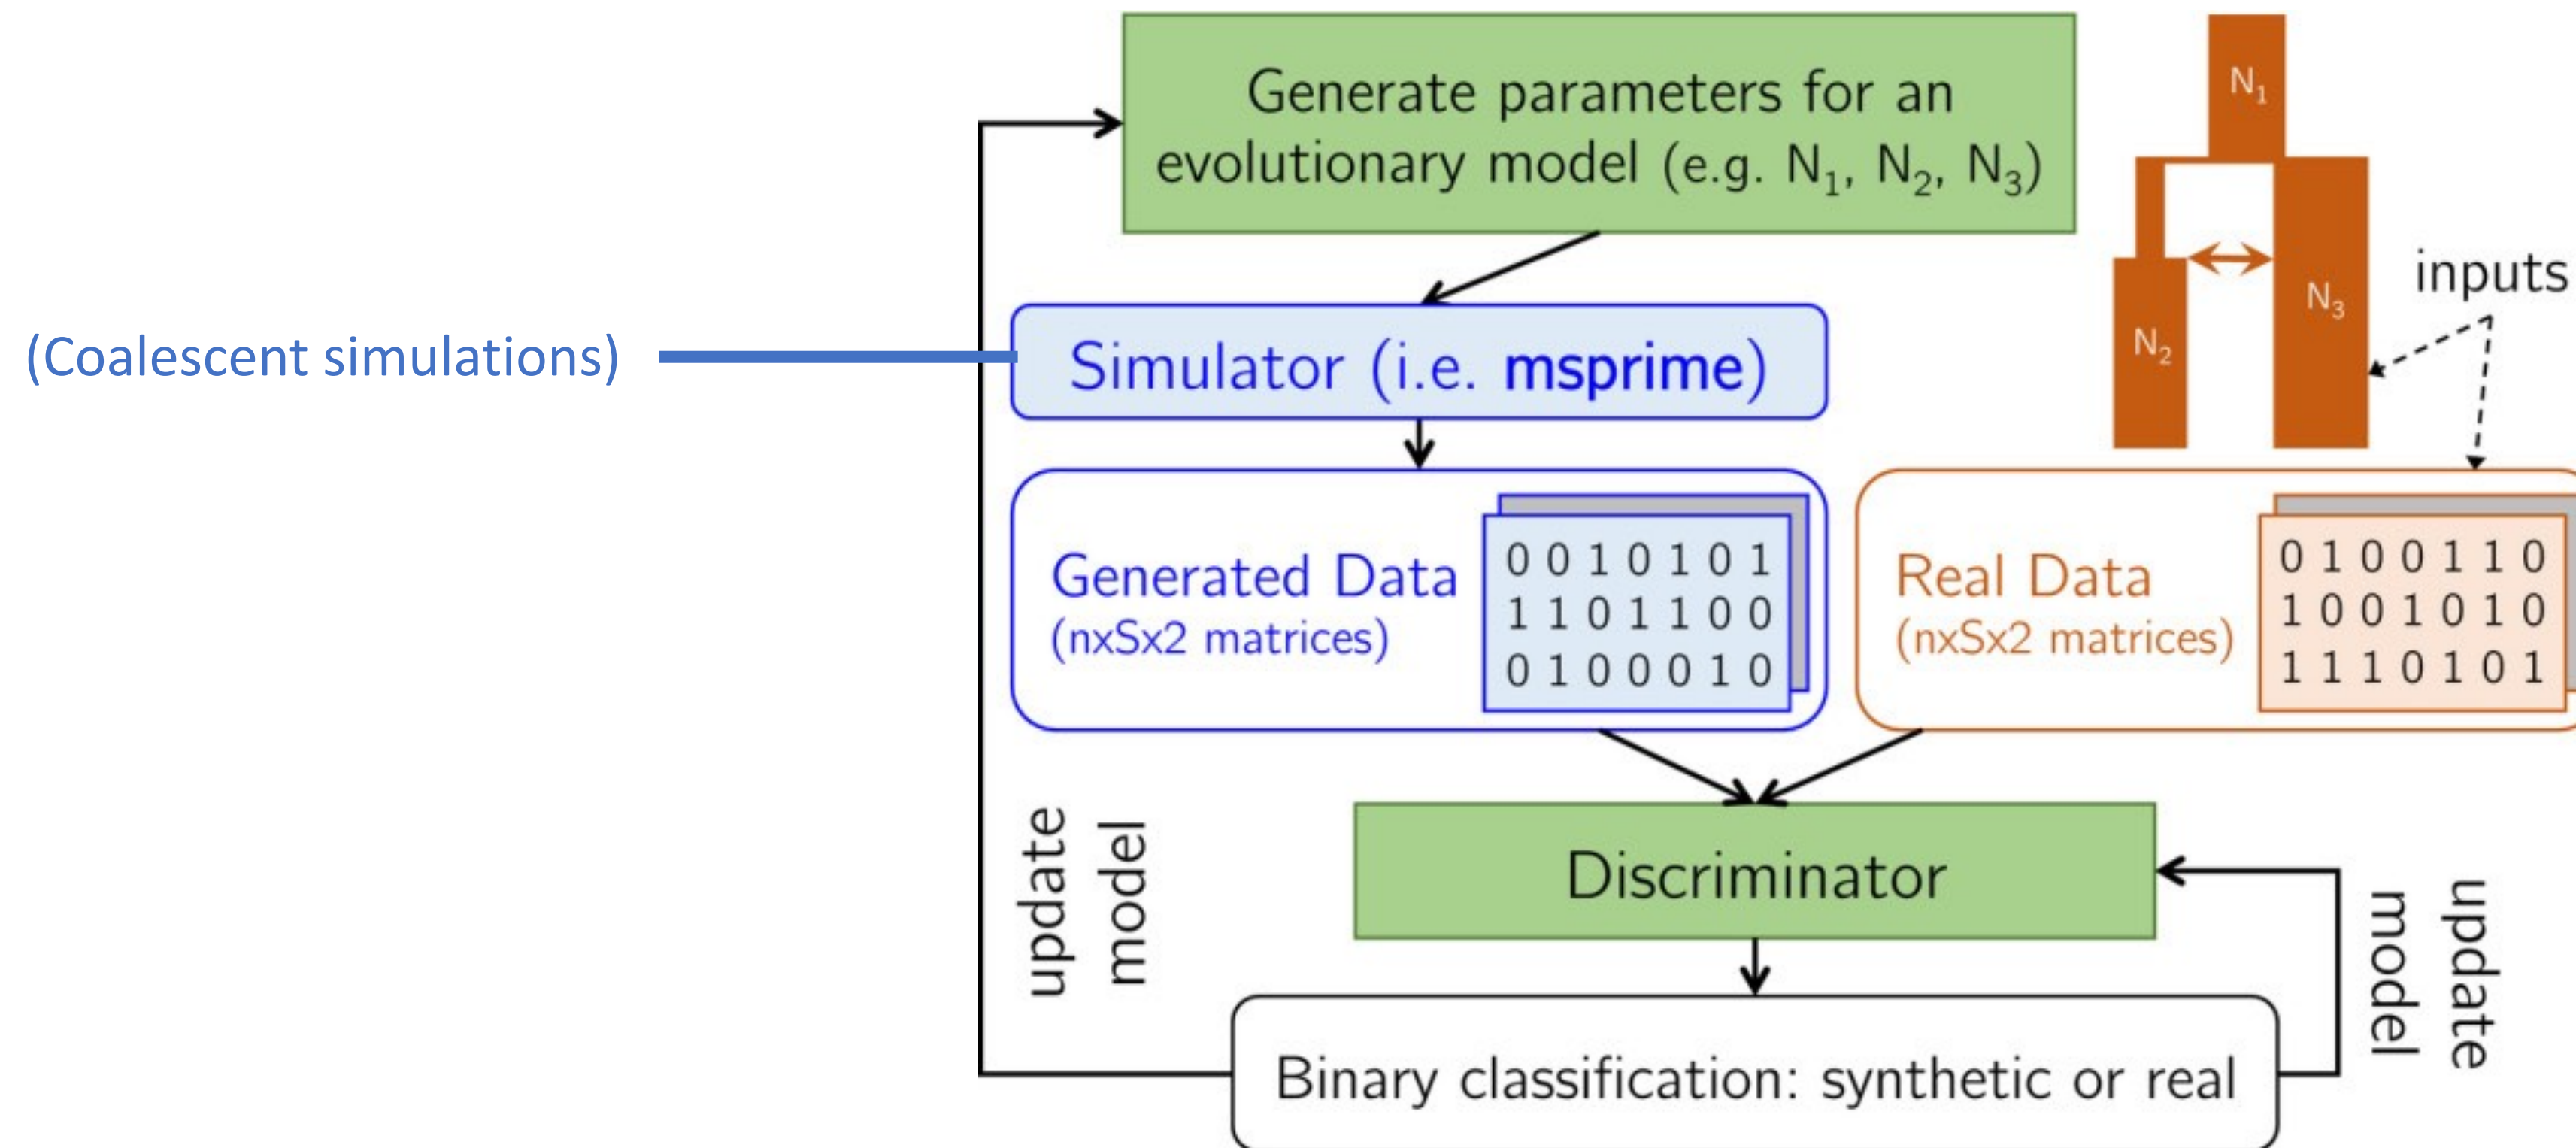 Generate parameters for an
evolutionary model (e.g. N₁, N₂, N₃)
N₁
N₂
N₃
inputs
(Coalescent simulations)
Simulator (i.e. msprime)
Generated Data
(nxSx2 matrices)
0 0 1 0 1 0 1
1 1 0 1 1 0 0
0 1 0 0 0 1 0
Real Data
(nxSx2 matrices)
0 1 0 0 1 1 0
1 0 0 1 0 1 0
1 1 1 0 1 0 1
update
model
Discriminator
update
model
Binary classification: synthetic or real